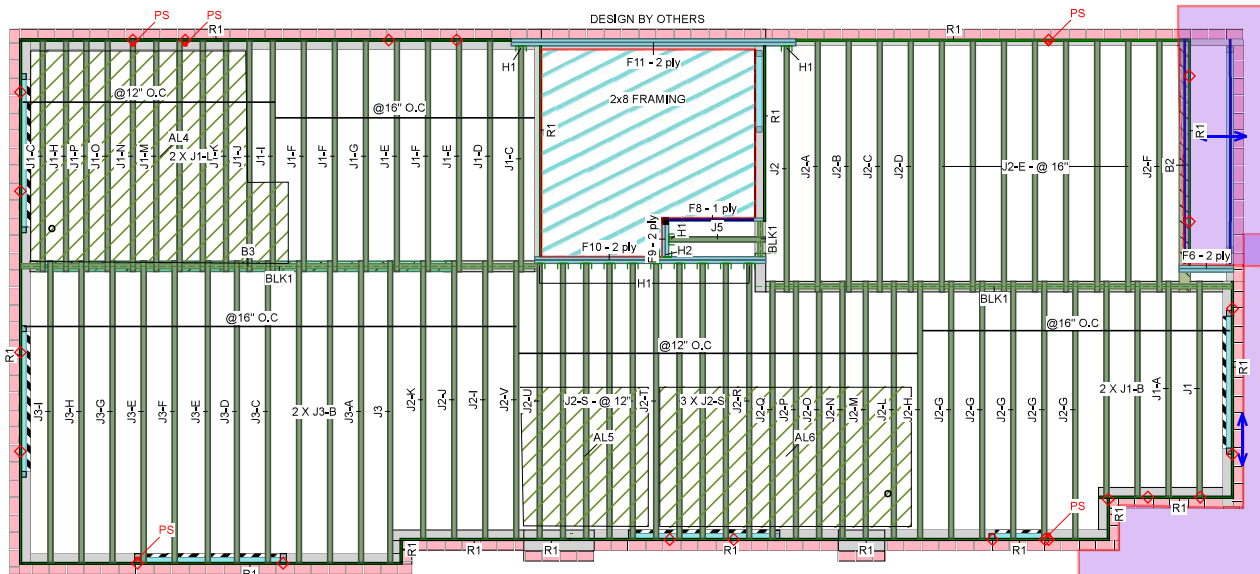 DESIGN BY OTHERS
PS
PS
PS
R1
R1
H1
F11 - 2 ply
H1
2x8 FRAMING
@12" O.C
@16" O.C
AL4
J1-C
J1-H
J1-P
J1-O
J1-N
J1-M
2 X J1-L
J1-K
J1-J
J1-I
J1-F
J1-F
J1-G
J1-E
J1-F
J1-E
J1-D
J1-C
R1
R1
J2
J2-A
J2-B
J2-C
J2-D
J2-E - @ 16"
J2-F
B2
R1
F8 - 1 ply
J5
H1
H2
F9 - 2 ply
BLK1
F10 - 2 ply
B3
BLK1
H1
F6 - 2 ply
BLK1
@16" O.C
@12" O.C
@16" O.C
R1
R1
J3-I
J3-H
J3-G
J3-E
J3-F
J3-E
J3-D
J3-C
2 X J3-B
J3-A
J3
J2-K
J2-J
J2-I
J2-V
J2-U
J2-S - @ 12"
J2-T
3 X J2-S
J2-R
J2-Q
J2-P
J2-O
J2-N
J2-M
J2-L
J2-H
J2-G
J2-G
J2-G
J2-G
J2-G
2 X J1-B
J1-A
J1
AL5
AL6
PS
PS
R1
R1
R1
R1
R1
R1
R1
R1
R1